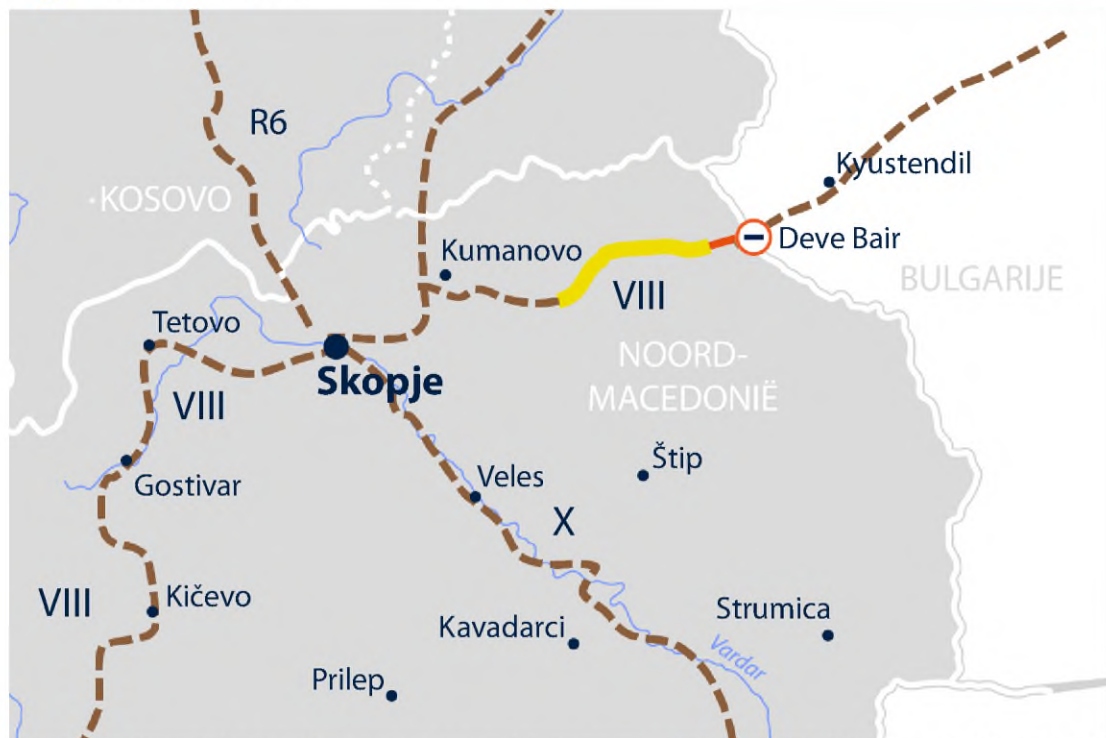 R6
KOSOVO
Kyustendil
Kumanovo
Deve Bair
BULGARIJE
VIII
Tetovo
NOORD-
MACEDONIË
Skopje
VIII
Štip
Gostivar
Veles
X
VIII
Kičevo
Strumica
Kavadarci
Vardar
Prilep